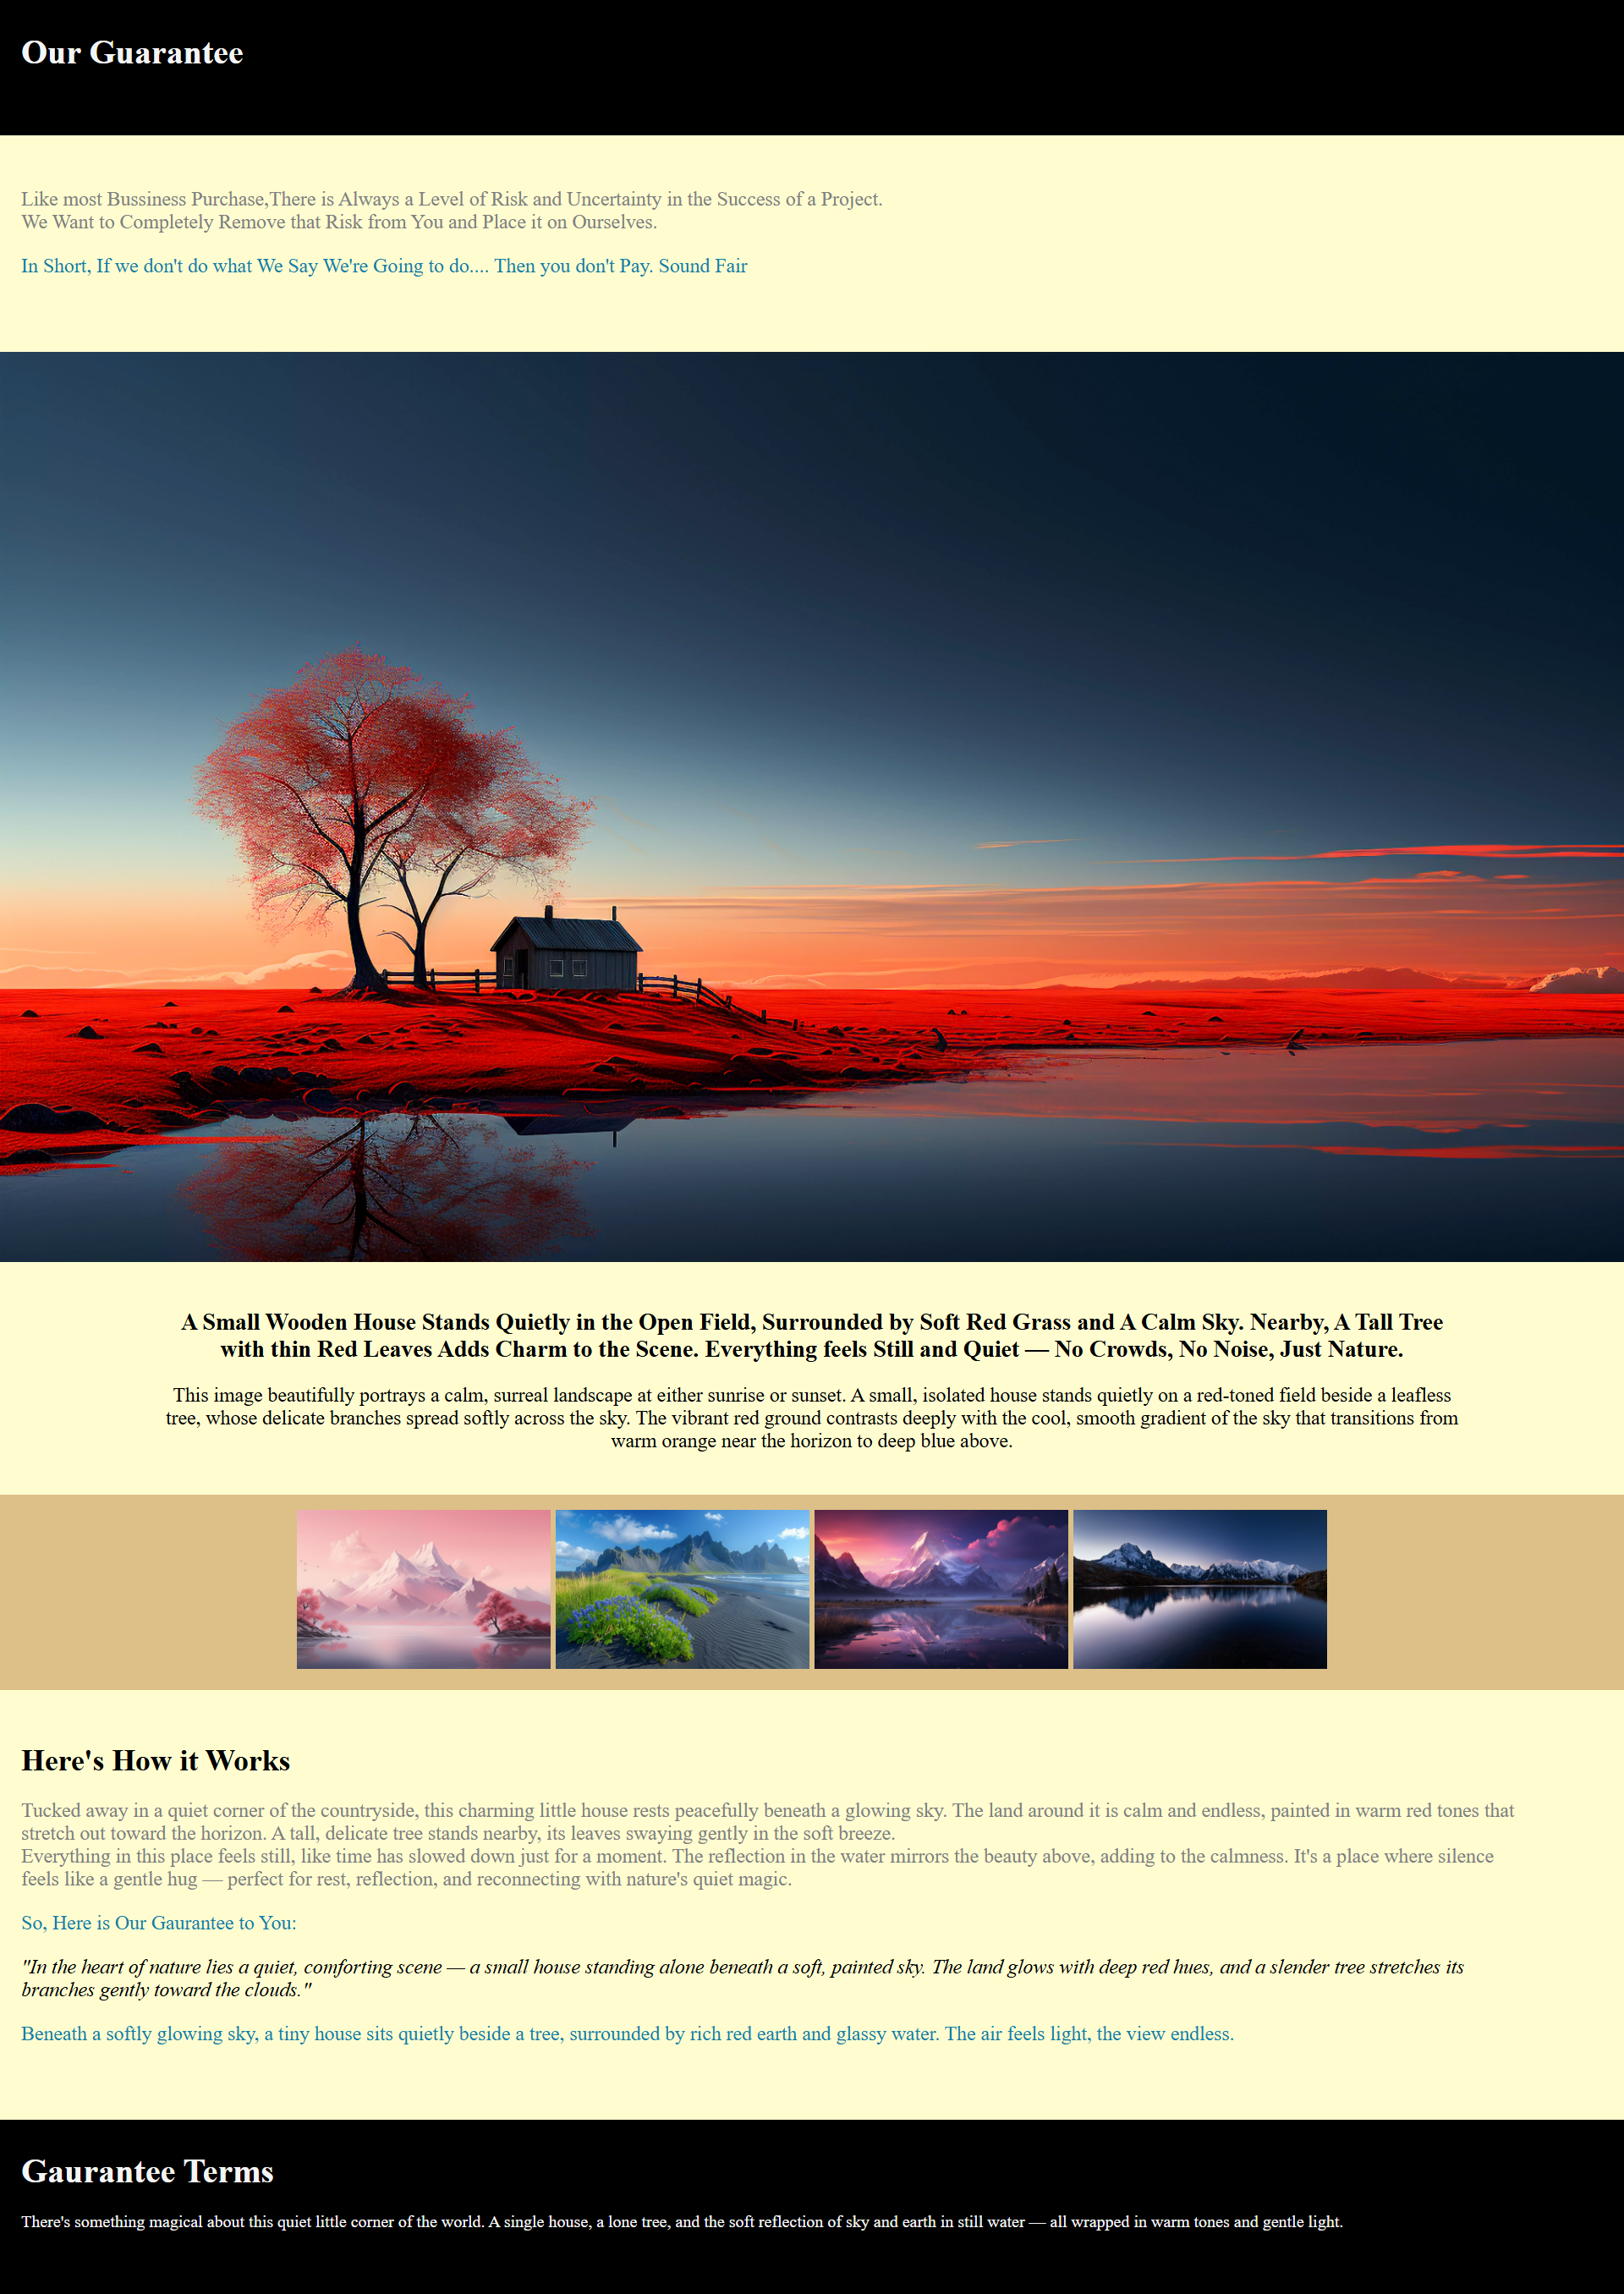 Our Guarantee
Like most Bussiness Purchase,There is Always a Level of Risk and Uncertainty in the Success of a Project.
We Want to Completely Remove that Risk from You and Place it on Ourselves.
In Short, If we don't do what We Say We're Going to do.... Then you don't Pay. Sound Fair
A Small Wooden House Stands Quietly in the Open Field, Surrounded by Soft Red Grass and A Calm Sky. Nearby, A Tall Tree
with thin Red Leaves Adds Charm to the Scene. Everything feels Still and Quiet — No Crowds, No Noise, Just Nature.
This image beautifully portrays a calm, surreal landscape at either sunrise or sunset. A small, isolated house stands quietly on a red-toned field beside a leafless
tree, whose delicate branches spread softly across the sky. The vibrant red ground contrasts deeply with the cool, smooth gradient of the sky that transitions from
warm orange near the horizon to deep blue above.
Here's How it Works
Tucked away in a quiet corner of the countryside, this charming little house rests peacefully beneath a glowing sky. The land around it is calm and endless, painted in warm red tones that
stretch out toward the horizon. A tall, delicate tree stands nearby, its leaves swaying gently in the soft breeze.
Everything in this place feels still, like time has slowed down just for a moment. The reflection in the water mirrors the beauty above, adding to the calmness. It's a place where silence
feels like a gentle hug — perfect for rest, reflection, and reconnecting with nature's quiet magic.
So, Here is Our Gaurantee to You:
"In the heart of nature lies a quiet, comforting scene — a small house standing alone beneath a soft, painted sky. The land glows with deep red hues, and a slender tree stretches its
branches gently toward the clouds."
Beneath a softly glowing sky, a tiny house sits quietly beside a tree, surrounded by rich red earth and glassy water. The air feels light, the view endless.
Gaurantee Terms
There's something magical about this quiet little corner of the world. A single house, a lone tree, and the soft reflection of sky and earth in still water — all wrapped in warm tones and gentle light.